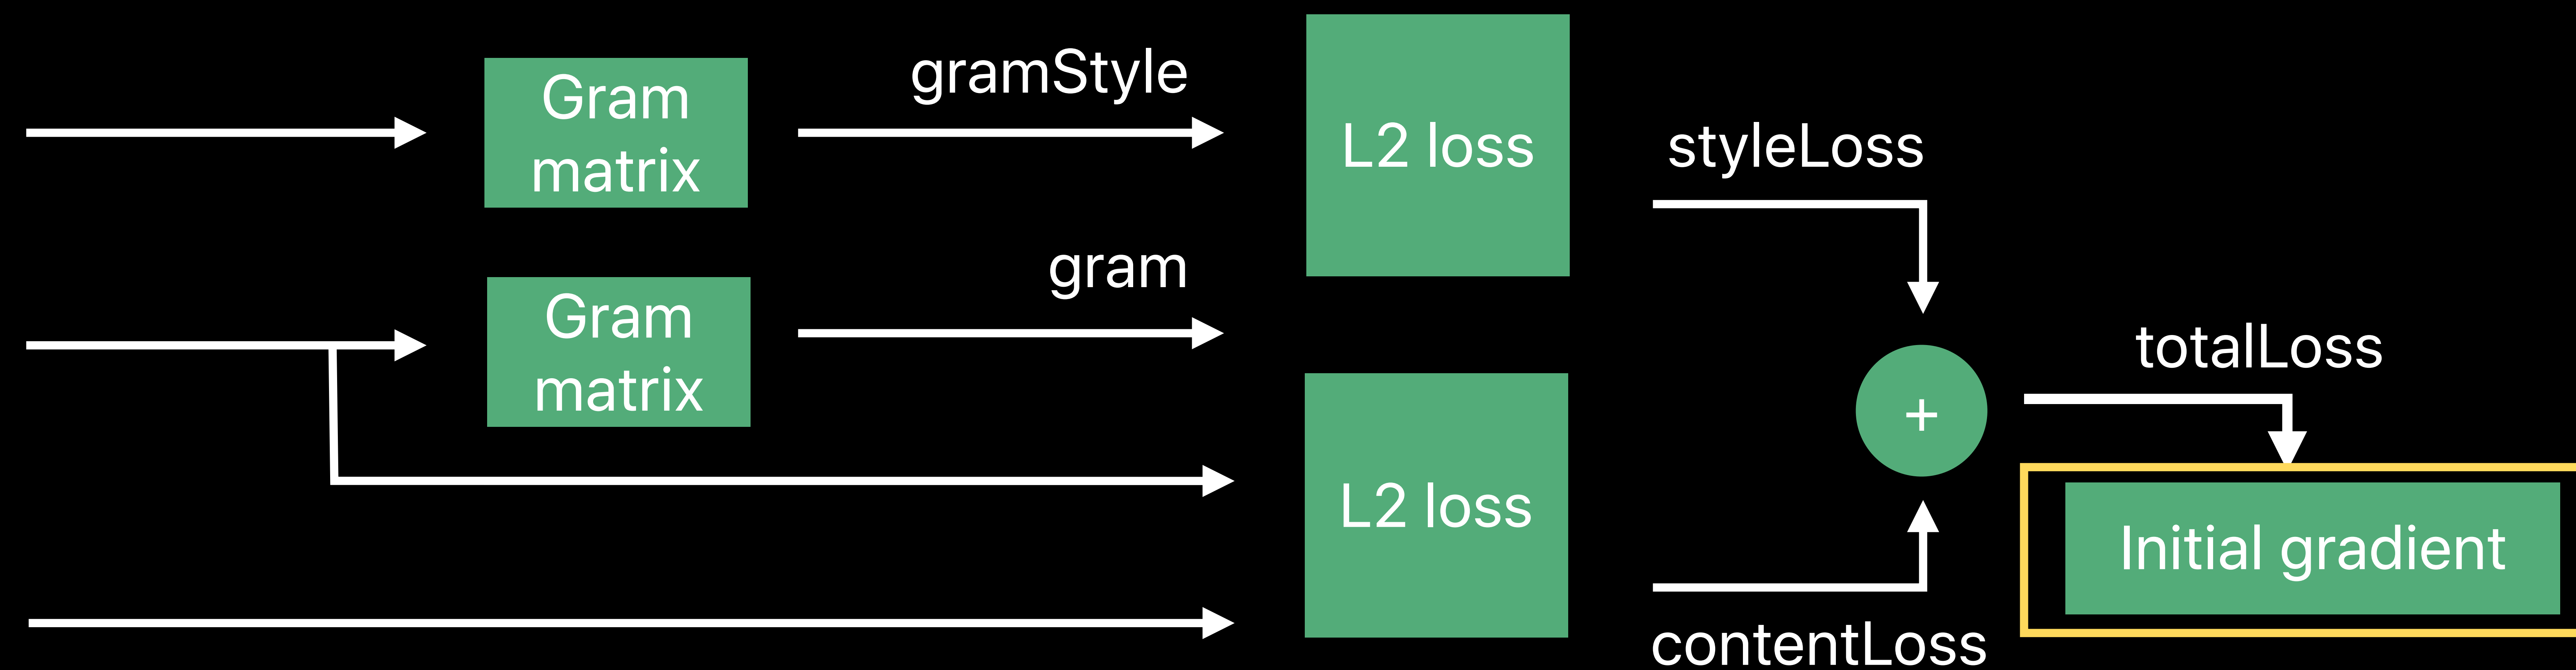 Gram
matrix
gramStyle
L2 loss
styleLoss
Gram
matrix
gram
L2 loss
+
totalLoss
Initial gradient
contentLoss